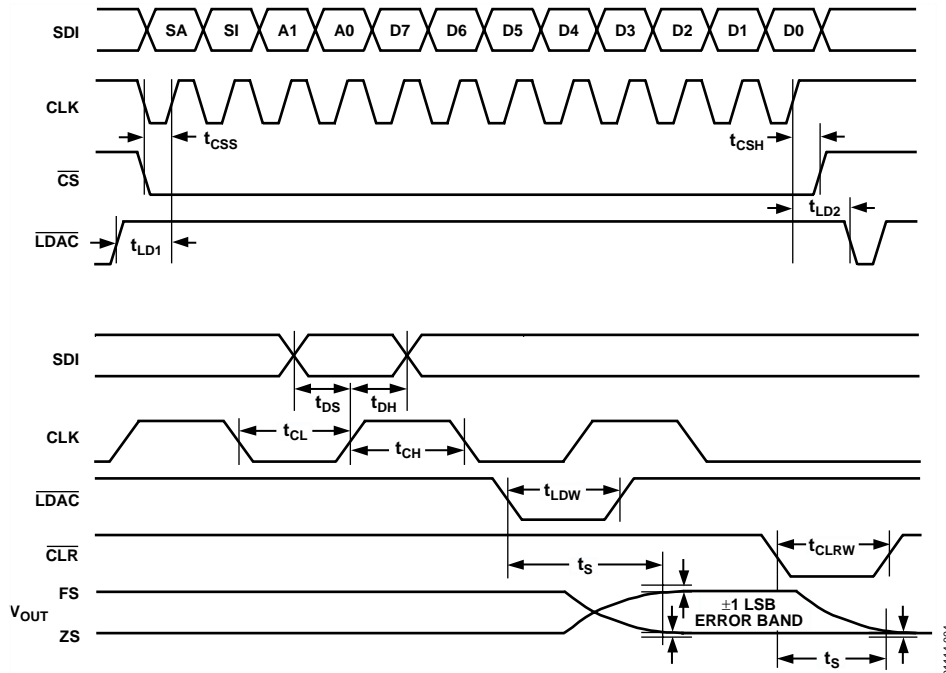 SDI SA SI A1 A0 D7 D6 D5 D4 D3 D2 D1 D0
CLK
tCSS tCSH
CS
tLD2
LDAC tLD1
SDI
tDS tDH
CLK tCL tCH
LDAC tLDW
CLR tCLRW
tS
FS
VOUT ±1 LSB
ERROR BAND
ZS
tS